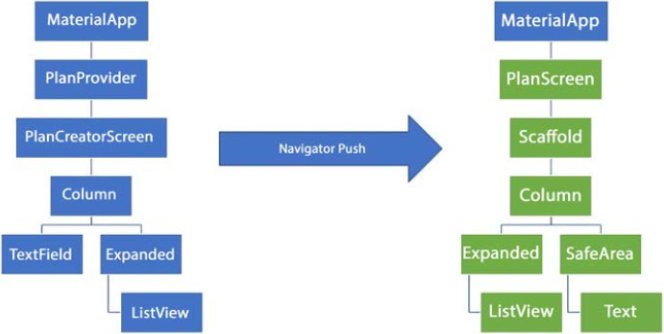 MaterialApp
PlanProvider
PlanCreatorScreen
Column
TextField
Expanded
ListView
Navigator Push
MaterialApp
PlanScreen
Scaffold
Column
Expanded
SafeArea
ListView
Text